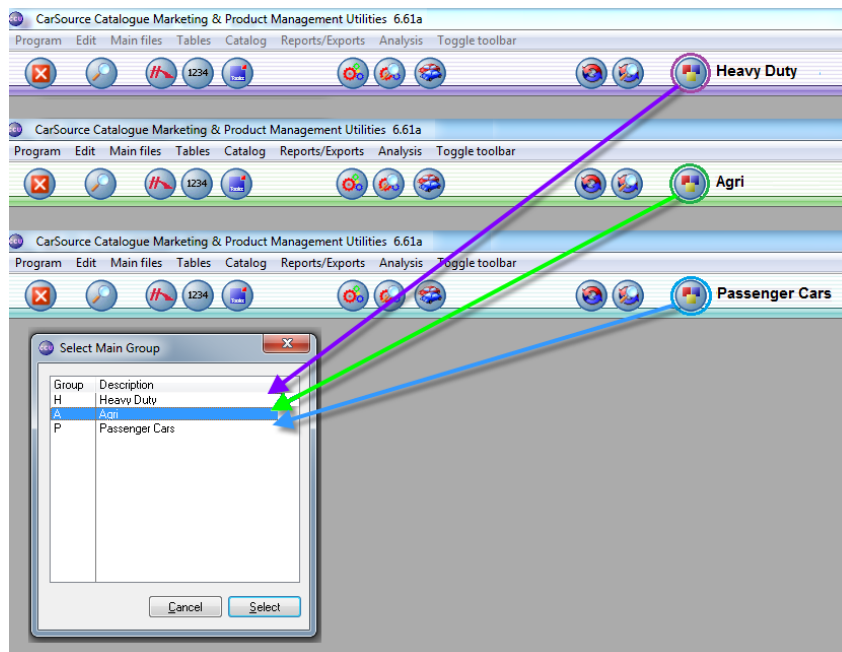 CarSource Catalogue Marketing & Product Management Utilities 6.61a
Program Edit Main files Tables Catalog Reports/Exports Analysis Toggle toolbar
1234 Tools Heavy Duty
CarSource Catalogue Marketing & Product Management Utilities 6.61a
Program Edit Main files Tables Catalog Reports/Exports Analysis Toggle toolbar
1234 Tools Agri
CarSource Catalogue Marketing & Product Management Utilities 6.61a
Program Edit Main files Tables Catalog Reports/Exports Analysis Toggle toolbar
1234 Tools Passenger Cars
Select Main Group
Group Description
H Heavy Duty
A Agri
P Passenger Cars
Cancel Select